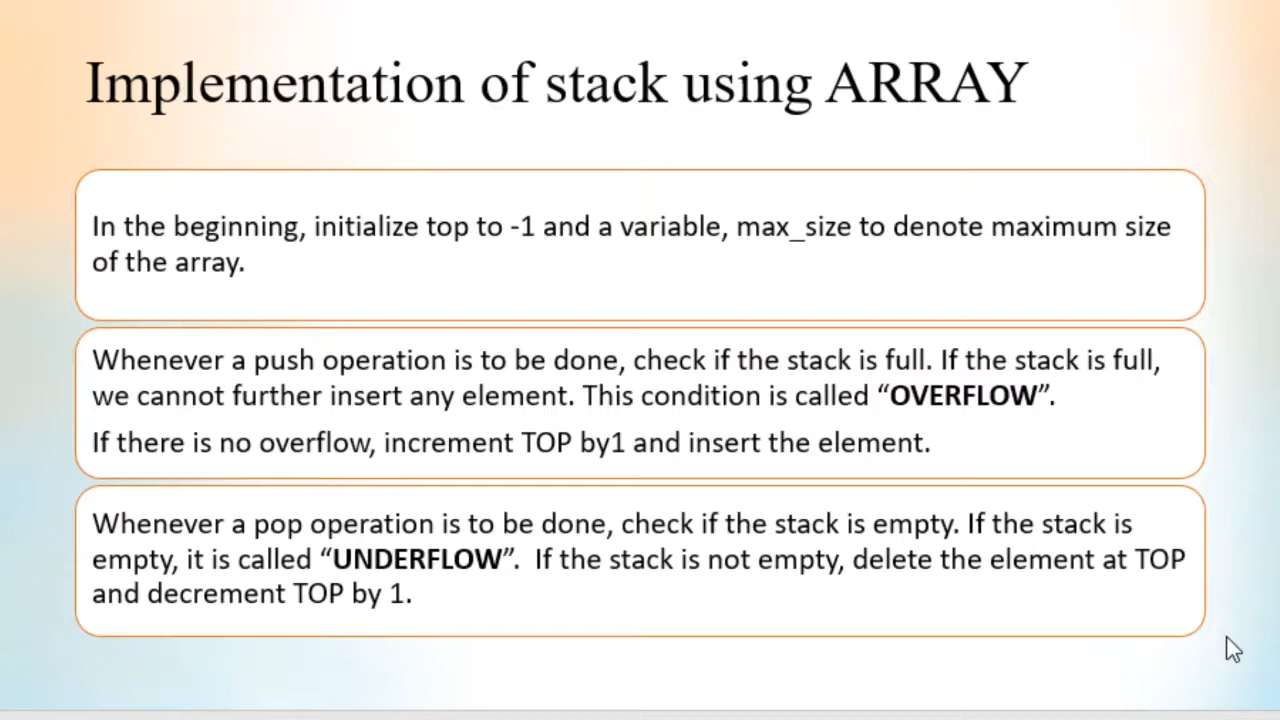 Implementation of stack using ARRAY
In the beginning, initialize top to -1 and a variable, max_size to denote maximum size
of the array.
Whenever a push operation is to be done, check if the stack is full. If the stack is full,
we cannot further insert any element. This condition is called “OVERFLOW”.
If there is no overflow, increment TOP by1 and insert the element.
Whenever a pop operation is to be done, check if the stack is empty. If the stack is
empty, it is called “UNDERFLOW”.  If the stack is not empty, delete the element at TOP
and decrement TOP by 1.